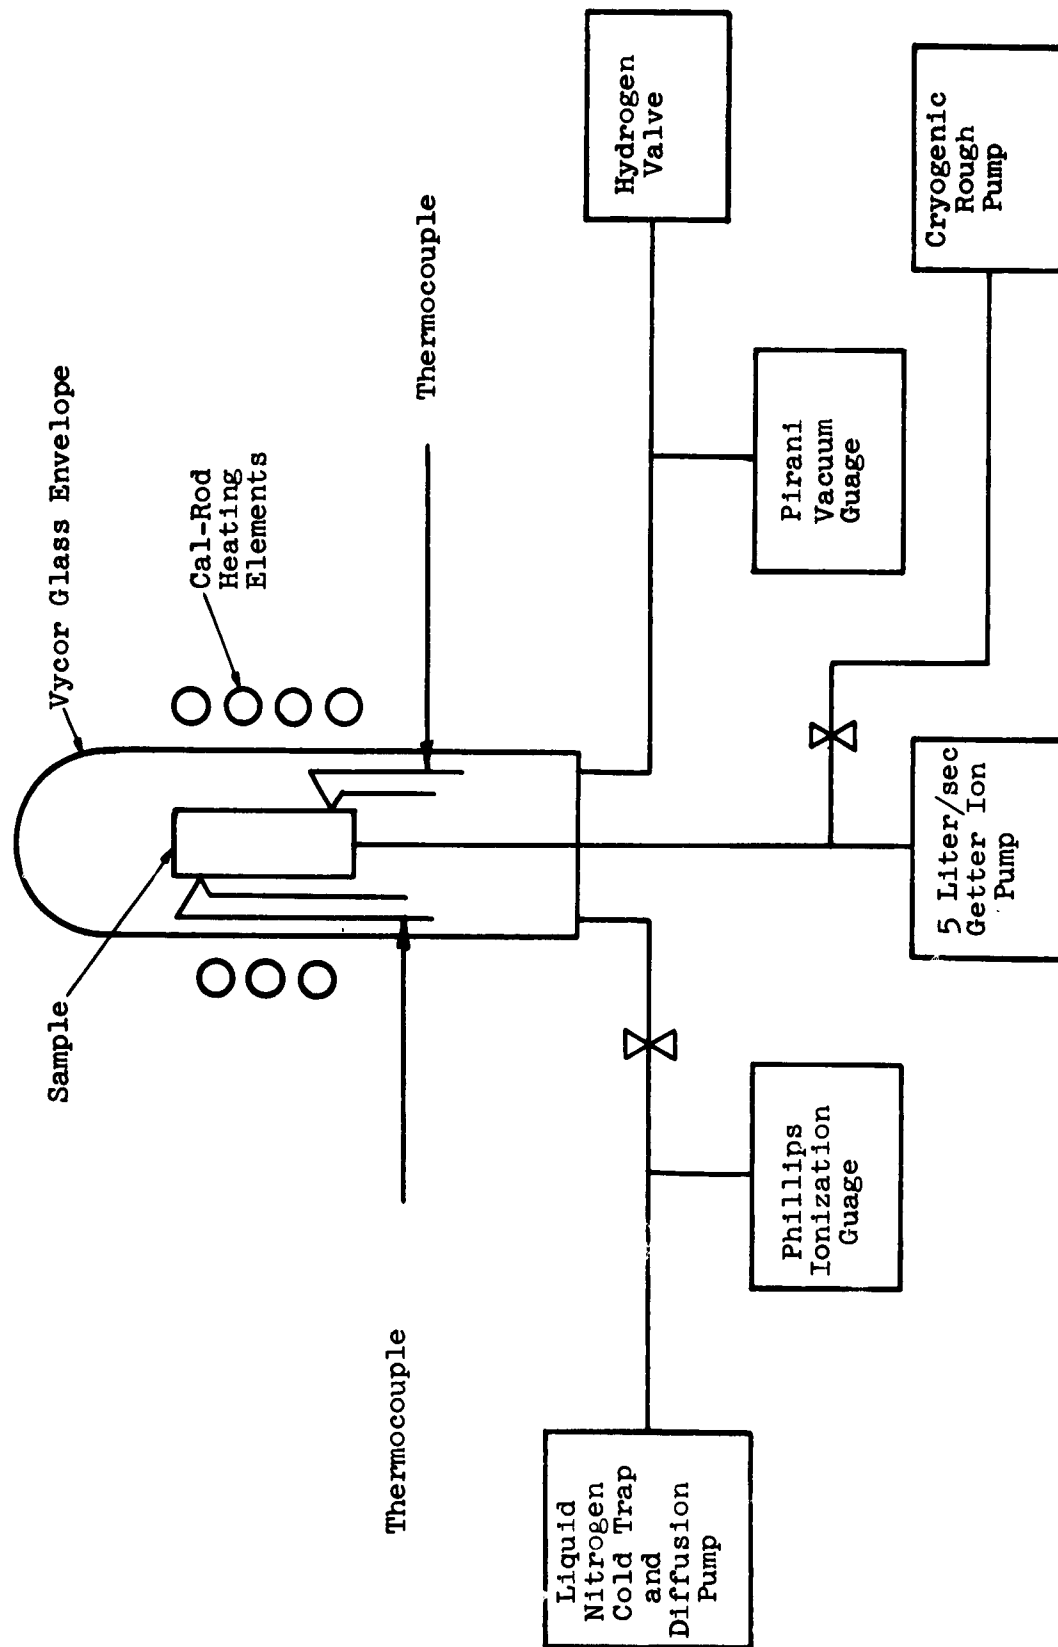 Vycor Glass Envelope
Sample
Cal-Rod
Heating
Elements
Thermocouple
Thermocouple
Hydrogen
Valve
Pirani
Vacuum
Guage
Cryogenic
Rough
Pump
5 Liter/sec
Getter Ion
Pump
Phillips
Ionization
Guage
Liquid
Nitrogen
Cold Trap
and
Diffusion
Pump